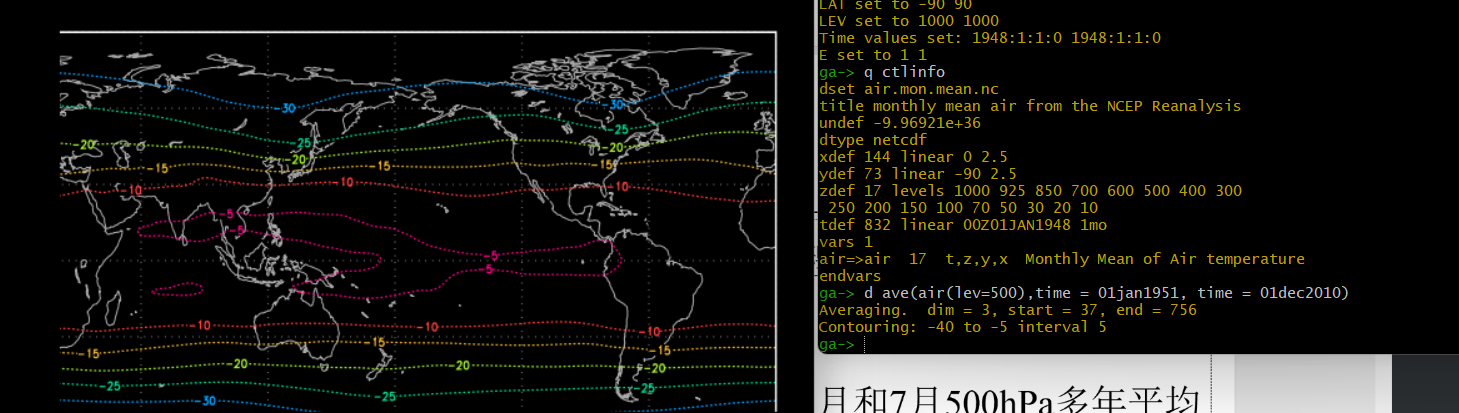 -30 -30
-25 -25
-20 -20 -20
-15 -15 -15
-10 -10 -10
-5
-5
-5
-5
-10 -10 -10
-15 -15 -15
-20 -20 -20
-25 -25 -25
-30
LAT set to -90 90
LEV set to 1000 1000
Time values set: 1948:1:1:0 1948:1:1:0
E set to 1 1
ga-> q ctlinfo
dset air.mon.mean.nc
title monthly mean air from the NCEP Reanalysis
undef -9.96921e+36
dtype netcdf
xdef 144 linear 0 2.5
ydef 73 linear -90 2.5
zdef 17 levels 1000 925 850 700 600 500 400 300
250 200 150 100 70 50 30 20 10
tdef 832 linear 00Z01JAN1948 1mo
vars 1
air=>air 17 t,z,y,x Monthly Mean of Air temperature
endvars
ga-> d ave(air(lev=500),time = 01jan1951, time = 01dec2010)
Averaging. dim = 3, start = 37, end = 756
Contouring: -40 to -5 interval 5
ga->
月和7月500hPa多年平均